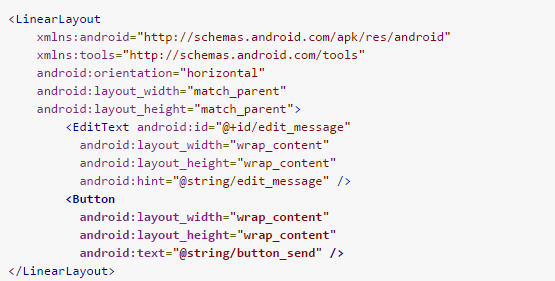 <LinearLayout
    xmlns:android="http://schemas.android.com/apk/res/android"
    xmlns:tools="http://schemas.android.com/tools"
    android:orientation="horizontal"
    android:layout_width="match_parent"
    android:layout_height="match_parent">
        <EditText android:id="@+id/edit_message"
          android:layout_width="wrap_content"
          android:layout_height="wrap_content"
          android:hint="@string/edit_message" />
        <Button
          android:layout_width="wrap_content"
          android:layout_height="wrap_content"
          android:text="@string/button_send" />
</LinearLayout>